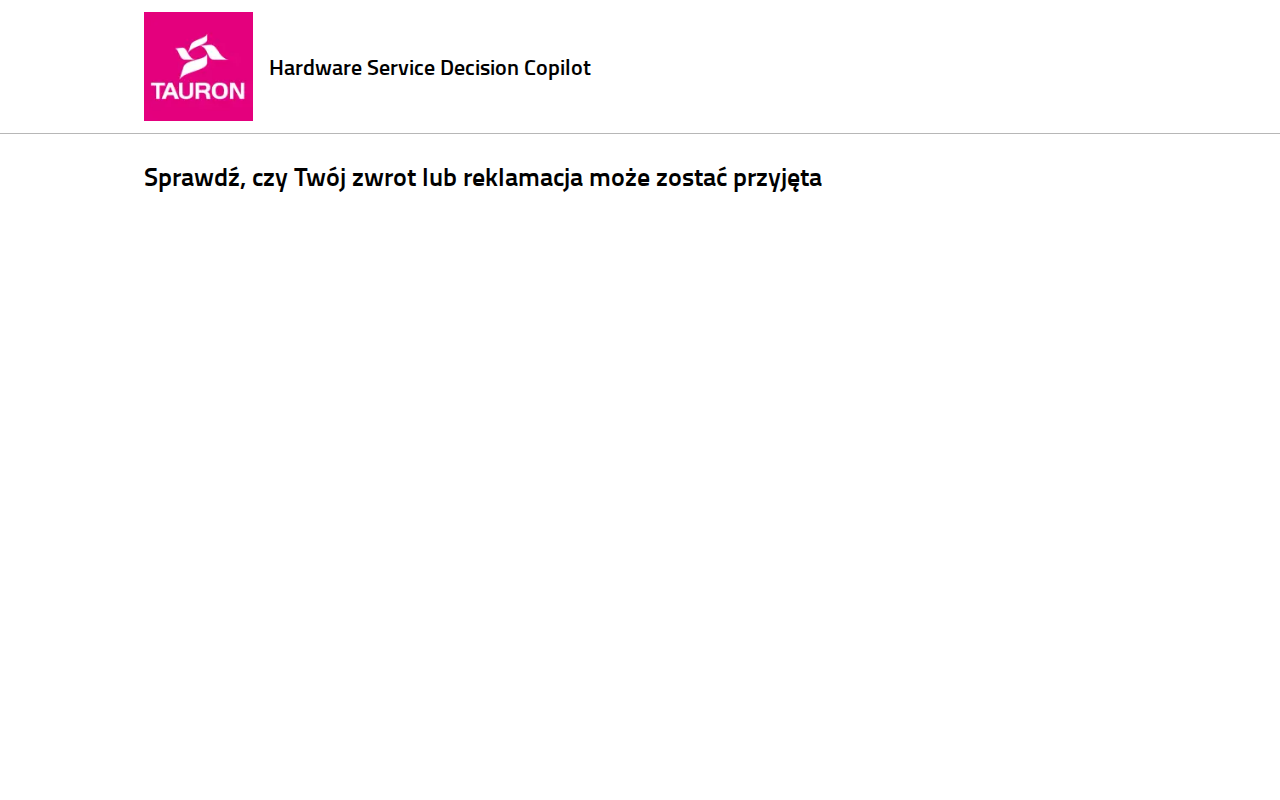 TAURON
Hardware Service Decision Copilot
Sprawdź, czy Twój zwrot lub reklamacja może zostać przyjęta